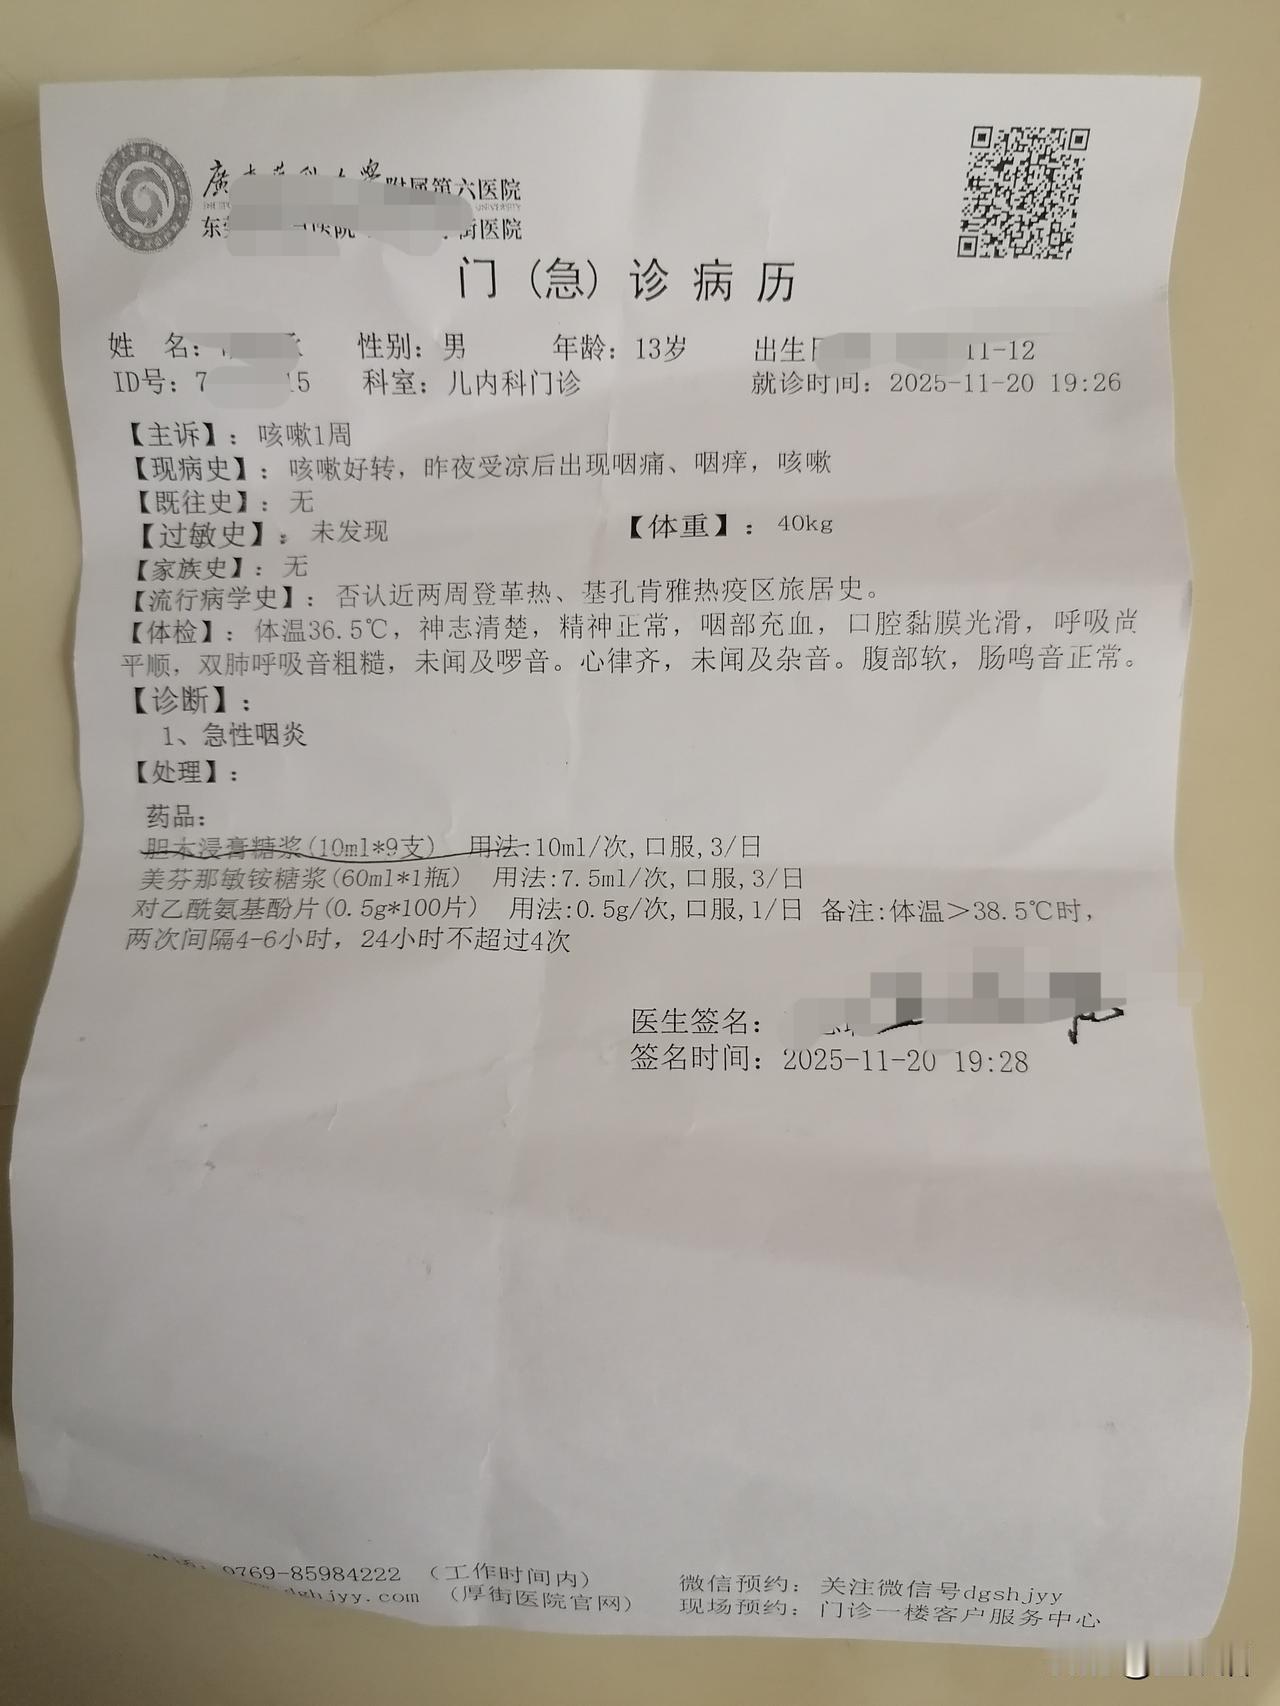 附属第六医院
东 医院 街医院
门（急）诊病历
姓 名： 性别：男 年龄：13岁 出生日 11-12
ID号：7 15 科室：儿内科门诊 就诊时间：2025-11-20 19:26
【主诉】：咳嗽1周
【现病史】：咳嗽好转，昨夜受凉后出现咽痛、咽痒，咳嗽
【既往史】：无
【过敏史】：未发现 【体重】：40kg
【家族史】：无
【流行病学史】：否认近两周登革热、基孔肯雅热疫区旅居史。
【体检】：体温36.5℃，神志清楚，精神正常，咽部充血，口腔黏膜光滑，呼吸尚
平顺，双肺呼吸音粗糙，未闻及啰音。心律齐，未闻及杂音。腹部软，肠鸣音正常。
【诊断】：
1、急性咽炎
【处理】：
药品：
胆木浸膏糖浆(10ml*9支) 用法:10ml/次,口服,3/日
美芬那敏铵糖浆(60ml*1瓶) 用法:7.5ml/次,口服,3/日
对乙酰氨基酚片(0.5g*100片) 用法:0.5g/次,口服,1/日 备注:体温＞38.5℃时，
两次间隔4-6小时，24小时不超过4次
医生签名：
签名时间：2025-11-20 19:28
0769-85984222 （工作时间内） 微信预约：关注微信号dgshjyy
dghjyy.com （厚街医院官网） 现场预约：门诊一楼客户服务中心